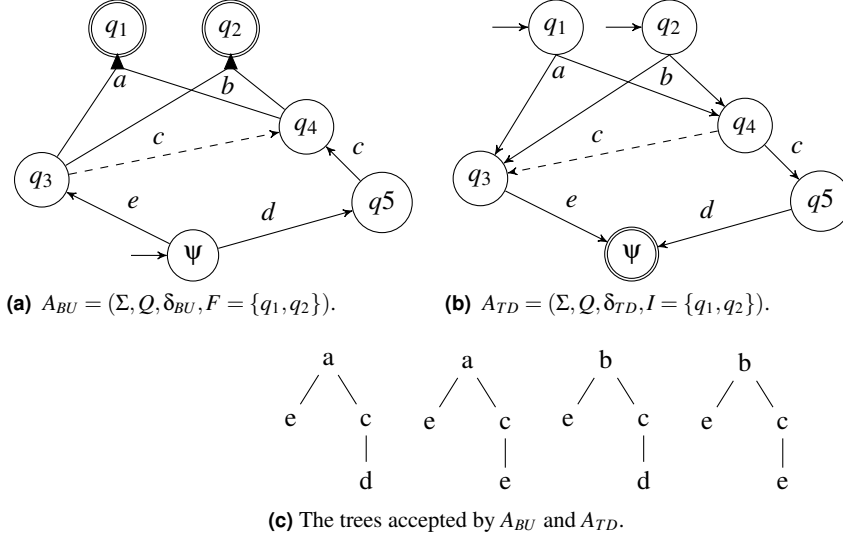 q1 q2 q1 q2
a b a b
c q4 c q4
q3 c q3 c
q5 q5
e d e d
ψ ψ
(a) A_BU = (Σ, Q, δ_BU, F = {q1, q2}). (b) A_TD = (Σ, Q, δ_TD, I = {q1, q2}).
a a b b
e c e c e c e c
d e d e
(c) The trees accepted by A_BU and A_TD.